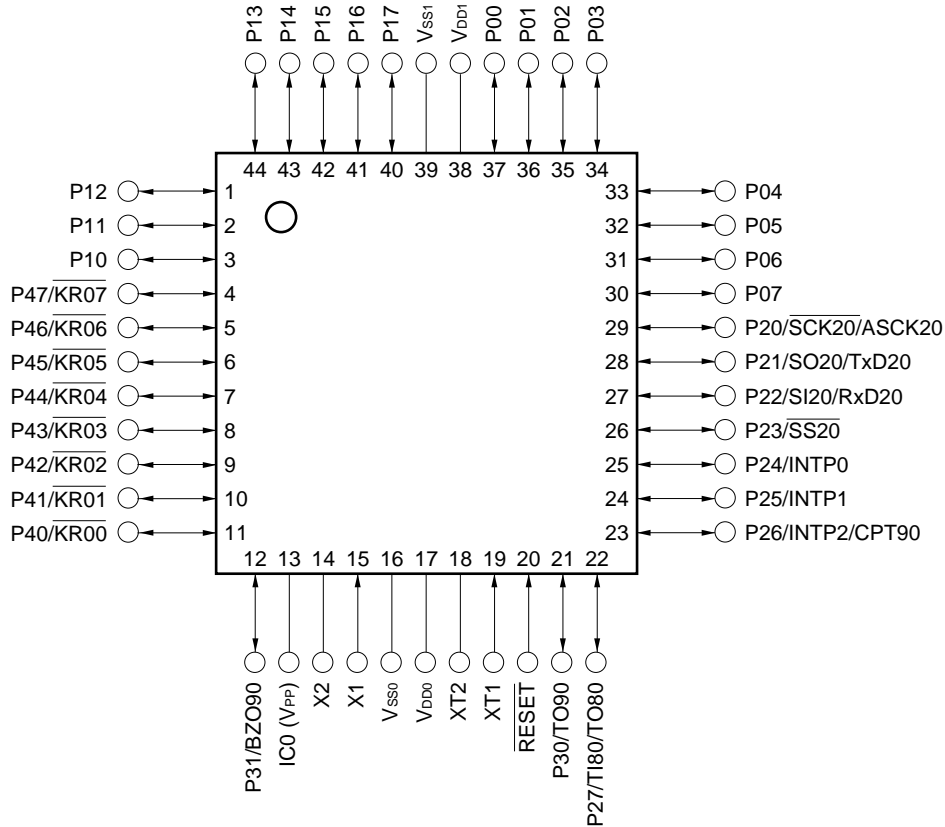 P13
P14
P15
P16
P17
VSS1
VDD1
P00
P01
P02
P03
44
43
42
41
40
39
38
37
36
35
34
P12
1
P11
2
P10
3
P47/KR07
4
P46/KR06
5
P45/KR05
6
P44/KR04
7
P43/KR03
8
P42/KR02
9
P41/KR01
10
P40/KR00
11
33
P04
32
P05
31
P06
30
P07
29
P20/SCK20/ASCK20
28
P21/SO20/TxD20
27
P22/SI20/RxD20
26
P23/SS20
25
P24/INTP0
24
P25/INTP1
23
P26/INTP2/CPT90
12
13
14
15
16
17
18
19
20
21
22
P31/BZO90
IC0 (VPP)
X2
X1
VSS0
VDD0
XT2
XT1
RESET
P30/TO90
P27/TI80/TO80